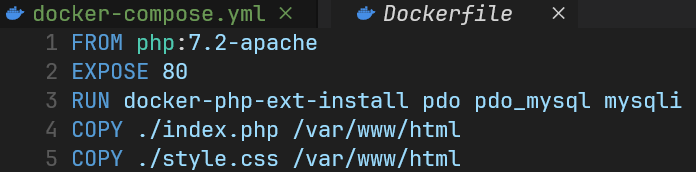 docker-compose.yml × Dockerfile ×
1 FROM php:7.2-apache
2 EXPOSE 80
3 RUN docker-php-ext-install pdo pdo_mysql mysqli
4 COPY ./index.php /var/www/html
5 COPY ./style.css /var/www/html